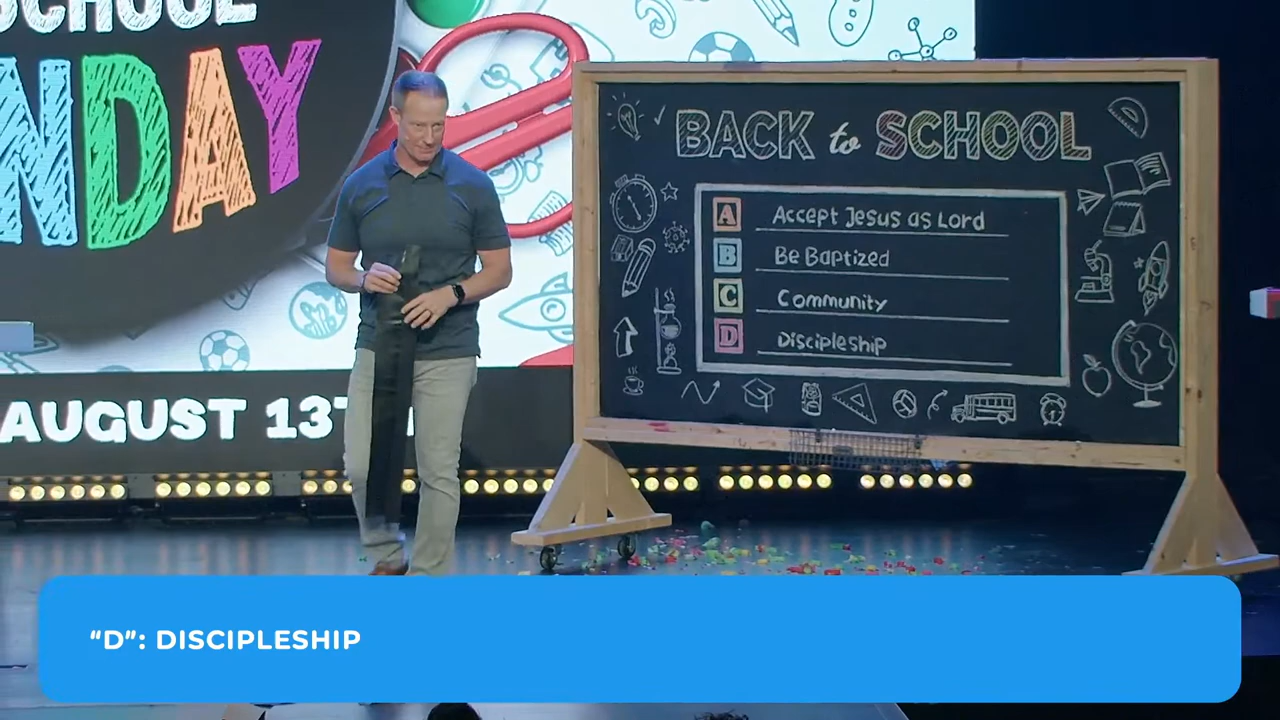 SCHOOL
NDAY
AUGUST 13
BACK to SCHOOL
A Accept Jesus as Lord
B Be Baptized
C Community
D Discipleship
“D”: DISCIPLESHIP